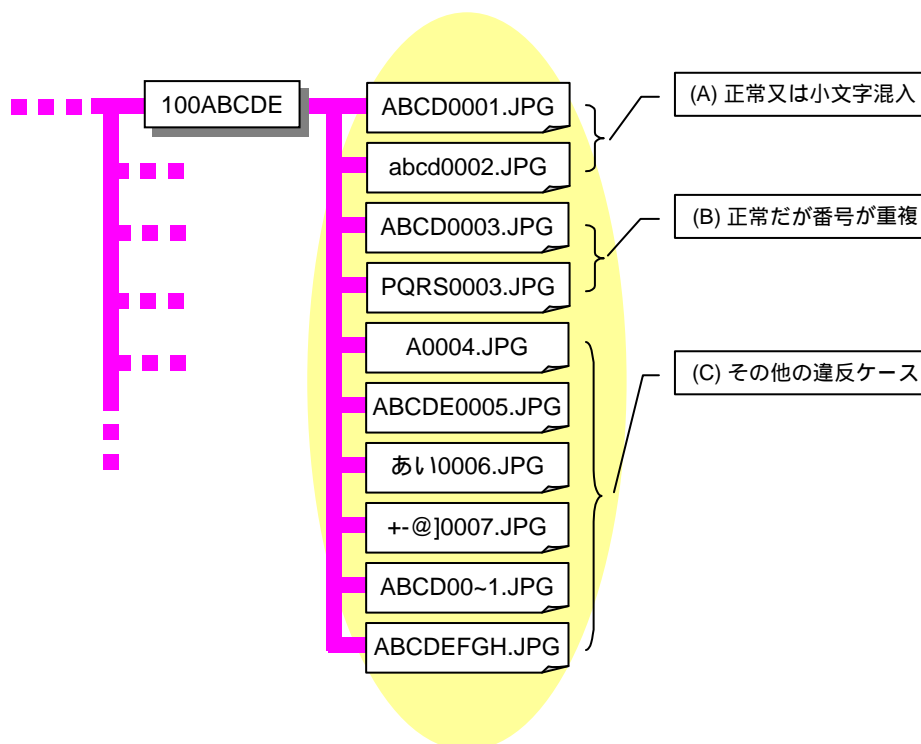 100ABCDE
ABCD0001.JPG
abcd0002.JPG
ABCD0003.JPG
PQRS0003.JPG
A0004.JPG
ABCDE0005.JPG
あい0006.JPG
+-@]0007.JPG
ABCD00~1.JPG
ABCDEFGH.JPG
(A) 正常又は小文字混入
(B) 正常だが番号が重複
(C) その他の違反ケース